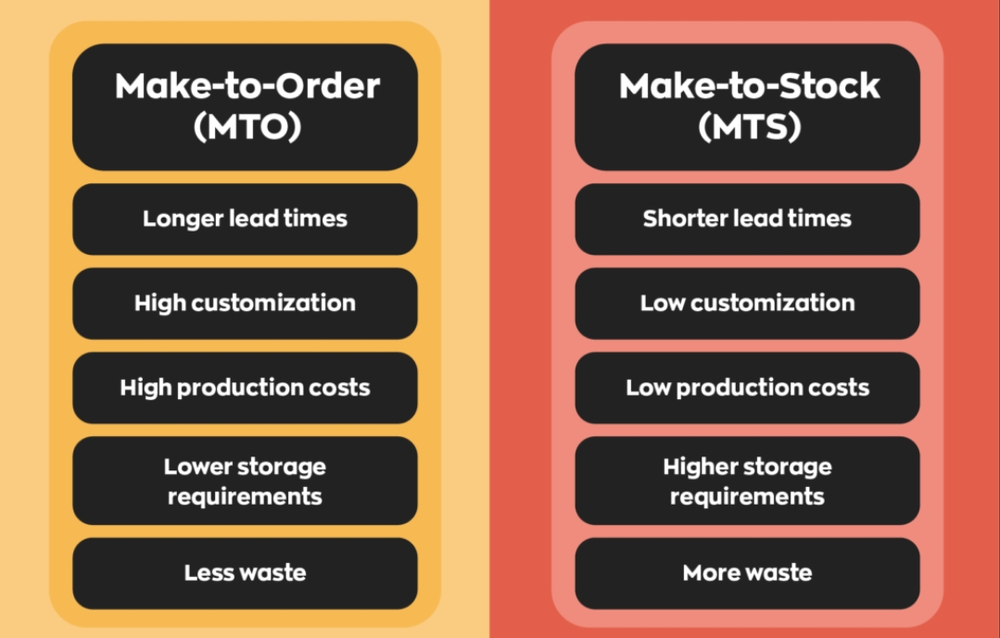 Make-to-Order
(MTO)
Longer lead times
High customization
High production costs
Lower storage
requirements
Less waste
Make-to-Stock
(MTS)
Shorter lead times
Low customization
Low production costs
Higher storage
requirements
More waste